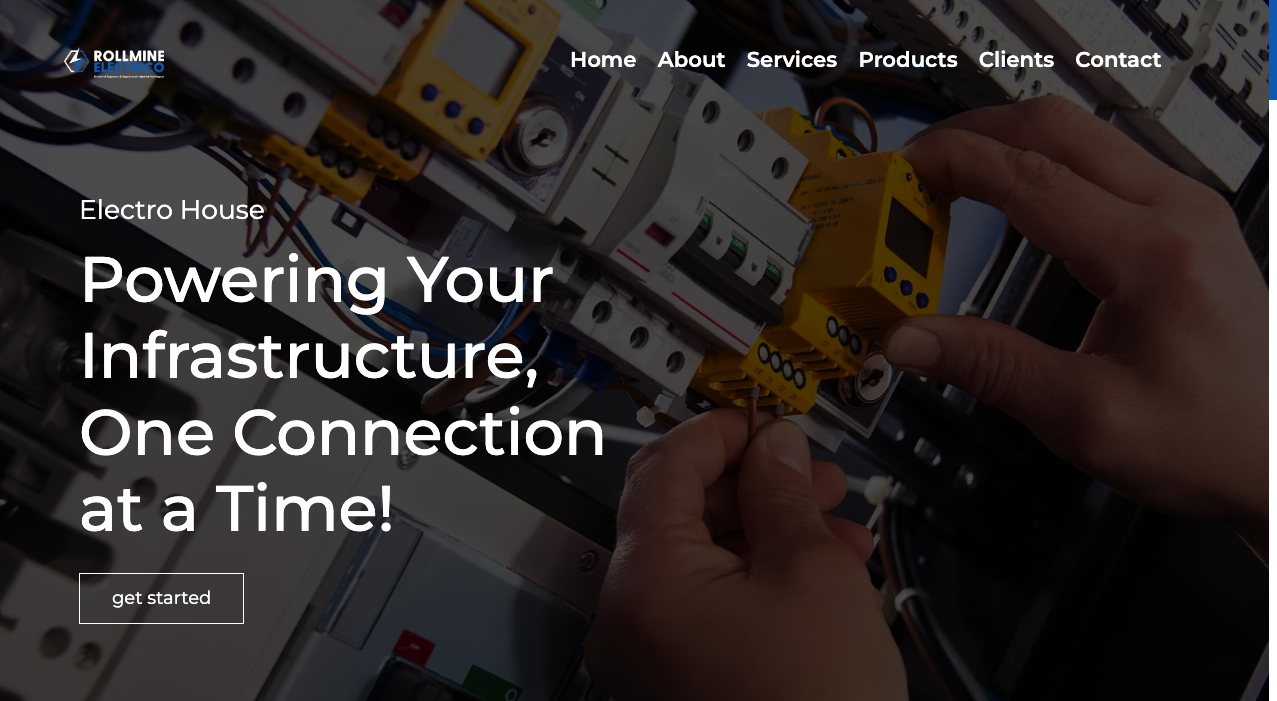 ROLLMINE
ELECTRICO
Home About Services Products Clients Contact
Electro House
Powering Your
Infrastructure,
One Connection
at a Time!
get started